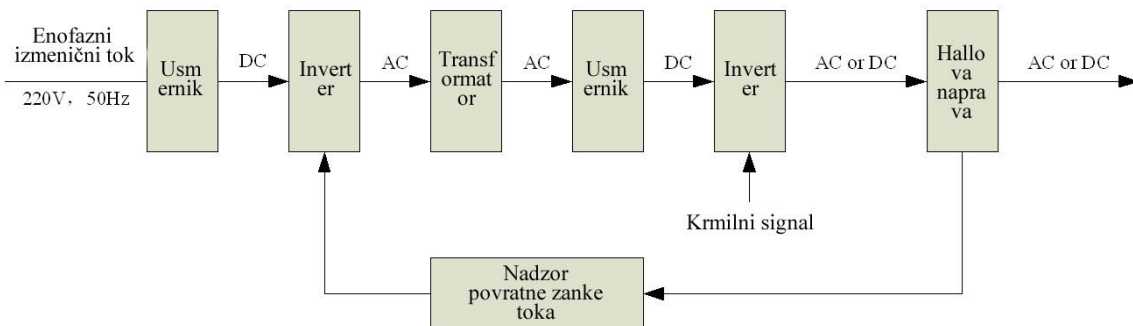 Enofazni
izmenični tok
220V, 50Hz
Usm
ernik
DC
Invert
er
AC
Transf
ormat
or
AC
Usm
ernik
DC
Invert
er
AC or DC
Hallo
va
napra
va
AC or DC
Krmilni signal
Nadzor
povratne zanke
toka